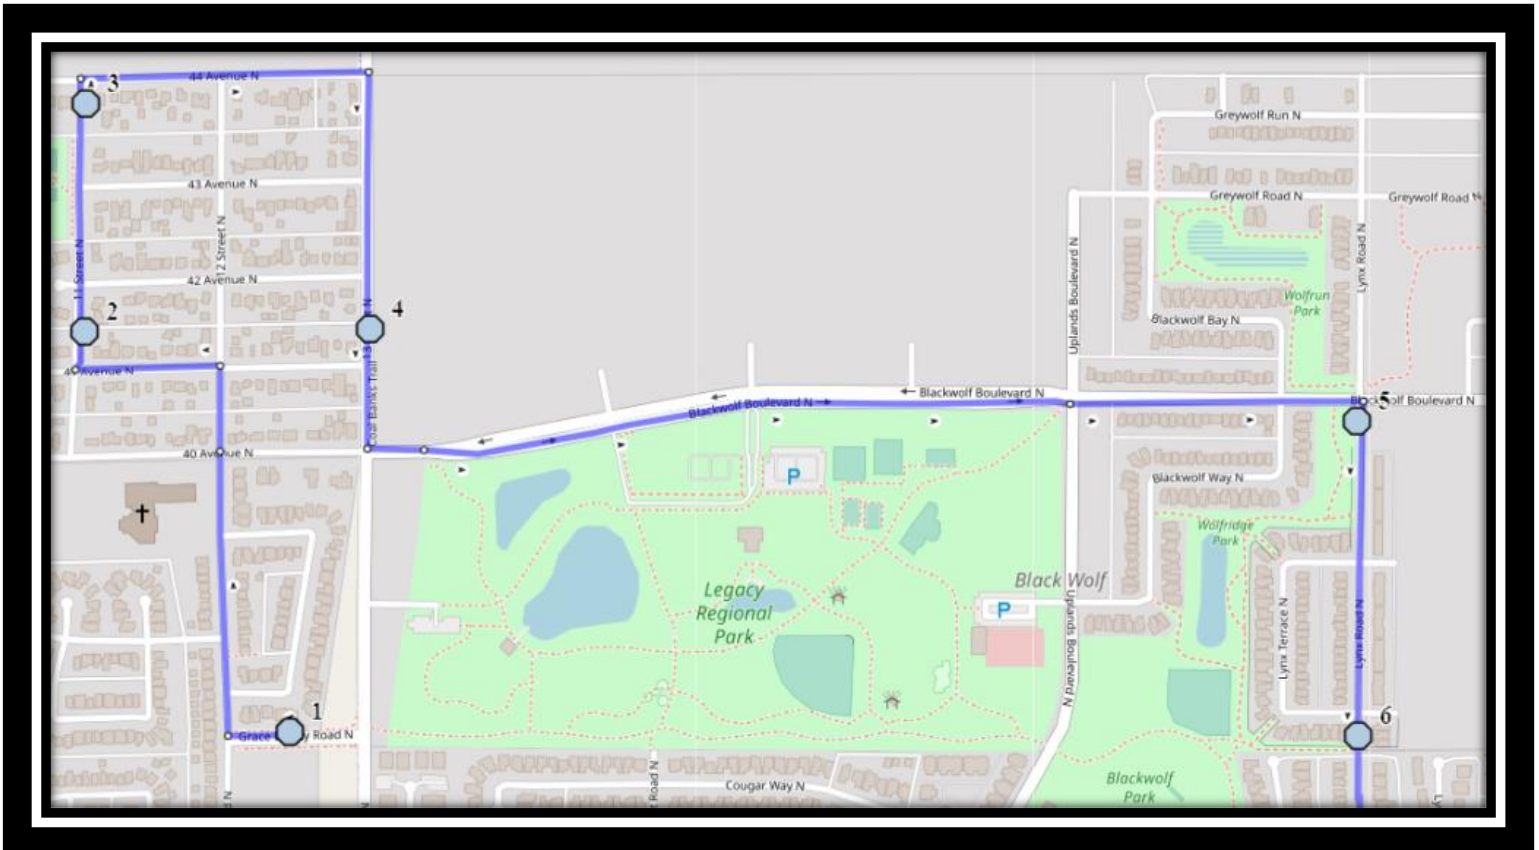 3
44 Avenue N
Greywolf Run N
43 Avenue N
Greywolf Road N
Greywolf Road N
12 Street N
11 Street N
Uplands Boulevard N
Lynx Road N
42 Avenue N
Wolfrun
Park
2
4
Blackwolf Bay N
41 Avenue N
Blackwolf Boulevard N
Blackwolf Boulevard N
5
Blackwolf Boulevard N
40 Avenue N
P
Blackwolf Way N
Wolfridge
Park
Legacy
Regional
Park
Black Wolf
P
Uplands Boulevard N
Lynx Terrace N
Lynx Road N
1
Road N
6
Road N
Cougar Way N
Blackwolf
Park
N
N